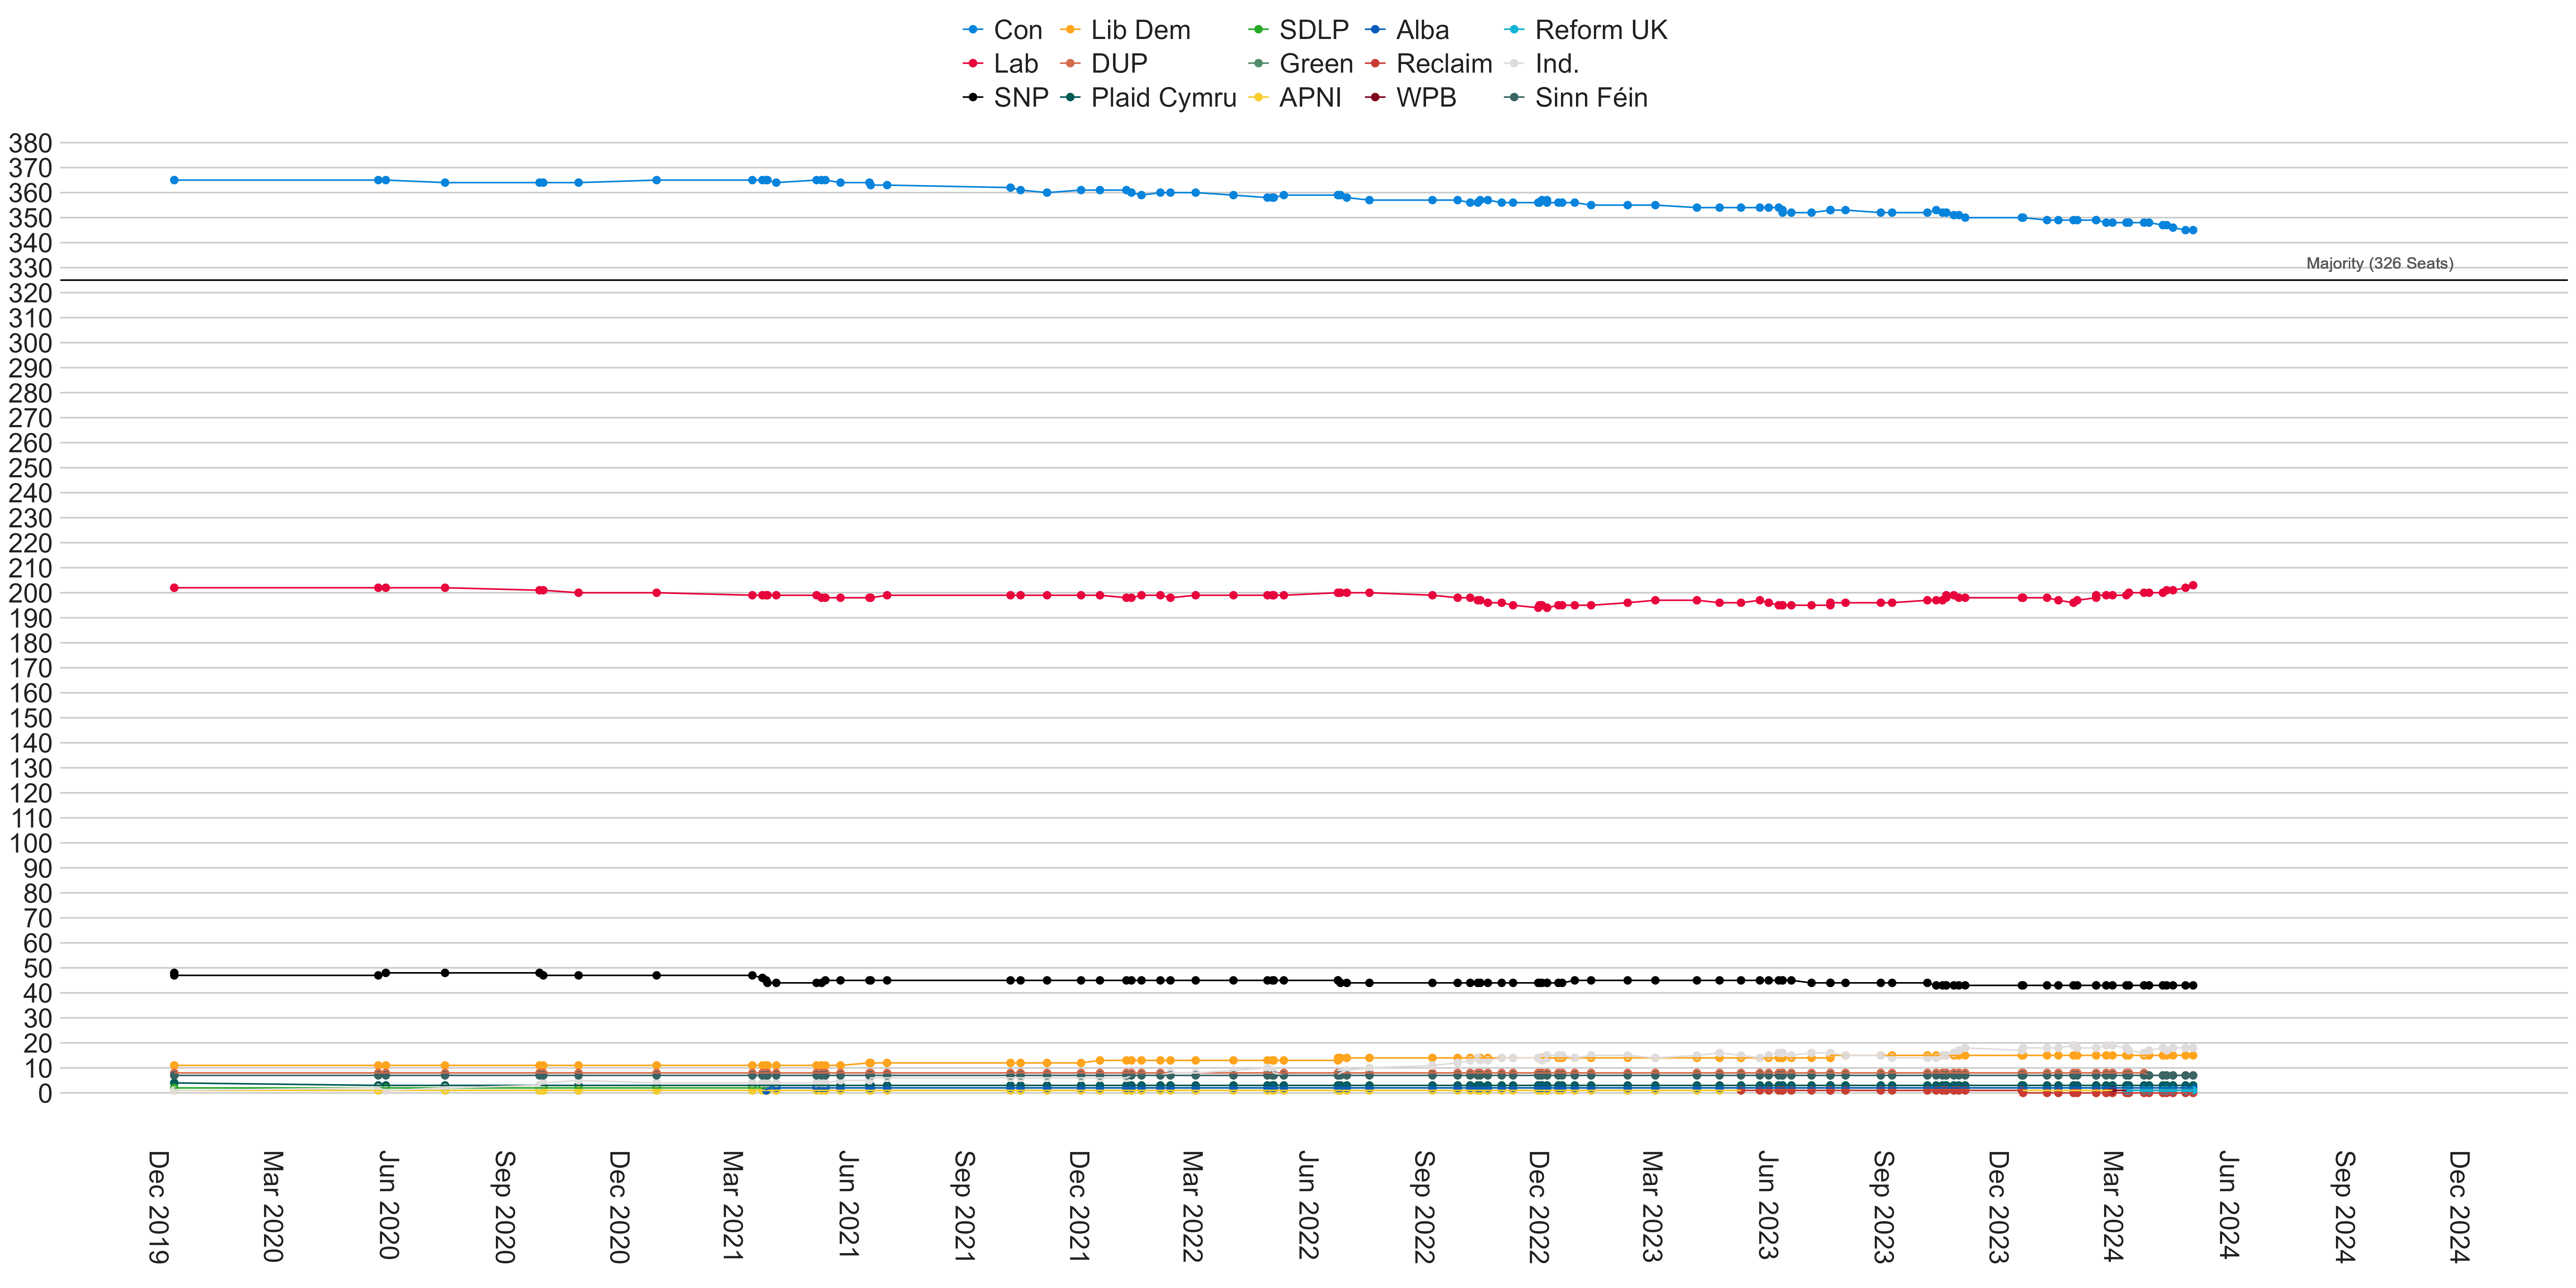 Con Lib Dem SDLP Alba Reform UK
Lab DUP Green Reclaim Ind.
SNP Plaid Cymru APNI WPB Sinn Féin
380
370
360
350
340
330
Majority (326 Seats)
320
310
300
290
280
270
260
250
240
230
220
210
200
190
180
170
160
150
140
130
120
110
100
90
80
70
60
50
40
30
20
10
0
Dec 2019
Mar 2020
Jun 2020
Sep 2020
Dec 2020
Mar 2021
Jun 2021
Sep 2021
Dec 2021
Mar 2022
Jun 2022
Sep 2022
Dec 2022
Mar 2023
Jun 2023
Sep 2023
Dec 2023
Mar 2024
Jun 2024
Sep 2024
Dec 2024